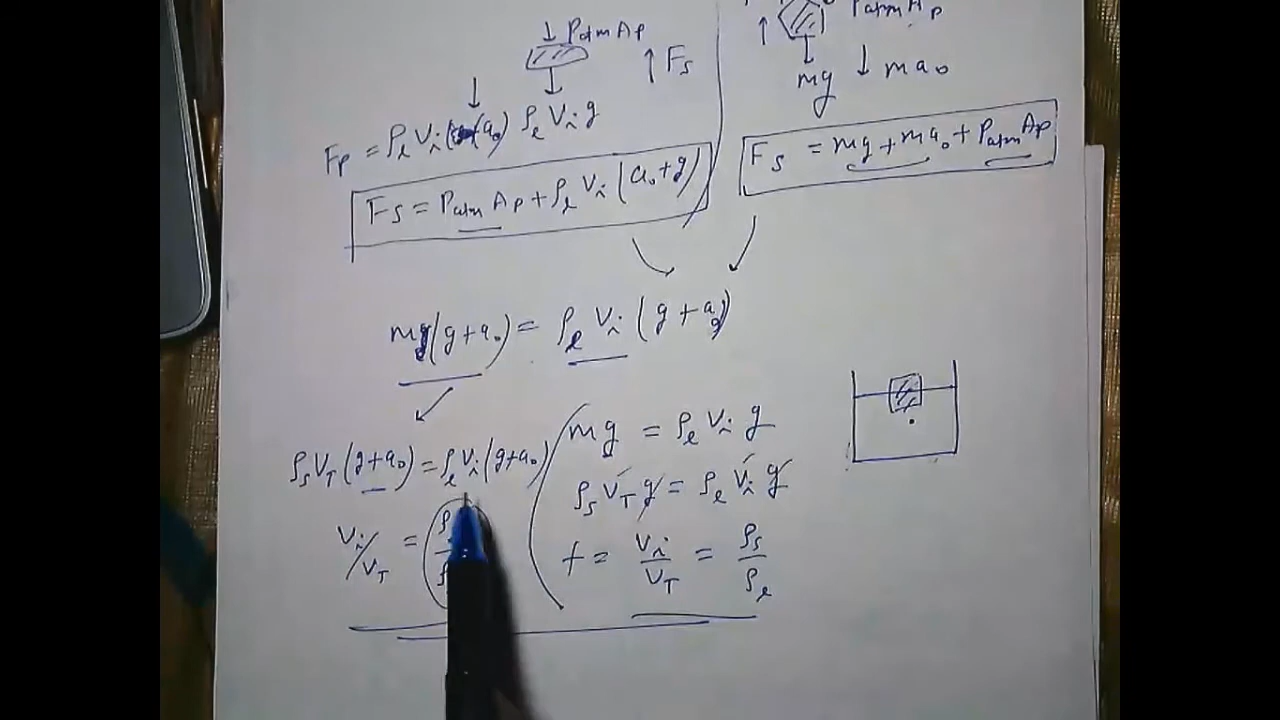 ↓ Patm Ap
↑ Fs
Fp = ρl Vi (a₀) ρl Vi g
Fs = Patm Ap + ρl Vi (a₀+g)
Patm Ap
mg ↓ ma₀
Fs = mg + ma₀ + Patm Ap
m(g+a₀) = ρl Vi (g+a₀)
ρs VT (g+a₀) = ρl Vi (g+a₀)
Vi/VT = ρ/ρ
mg = ρl Vi g
ρs VT g = ρl Vi g
f = Vi/VT = ρs/ρl